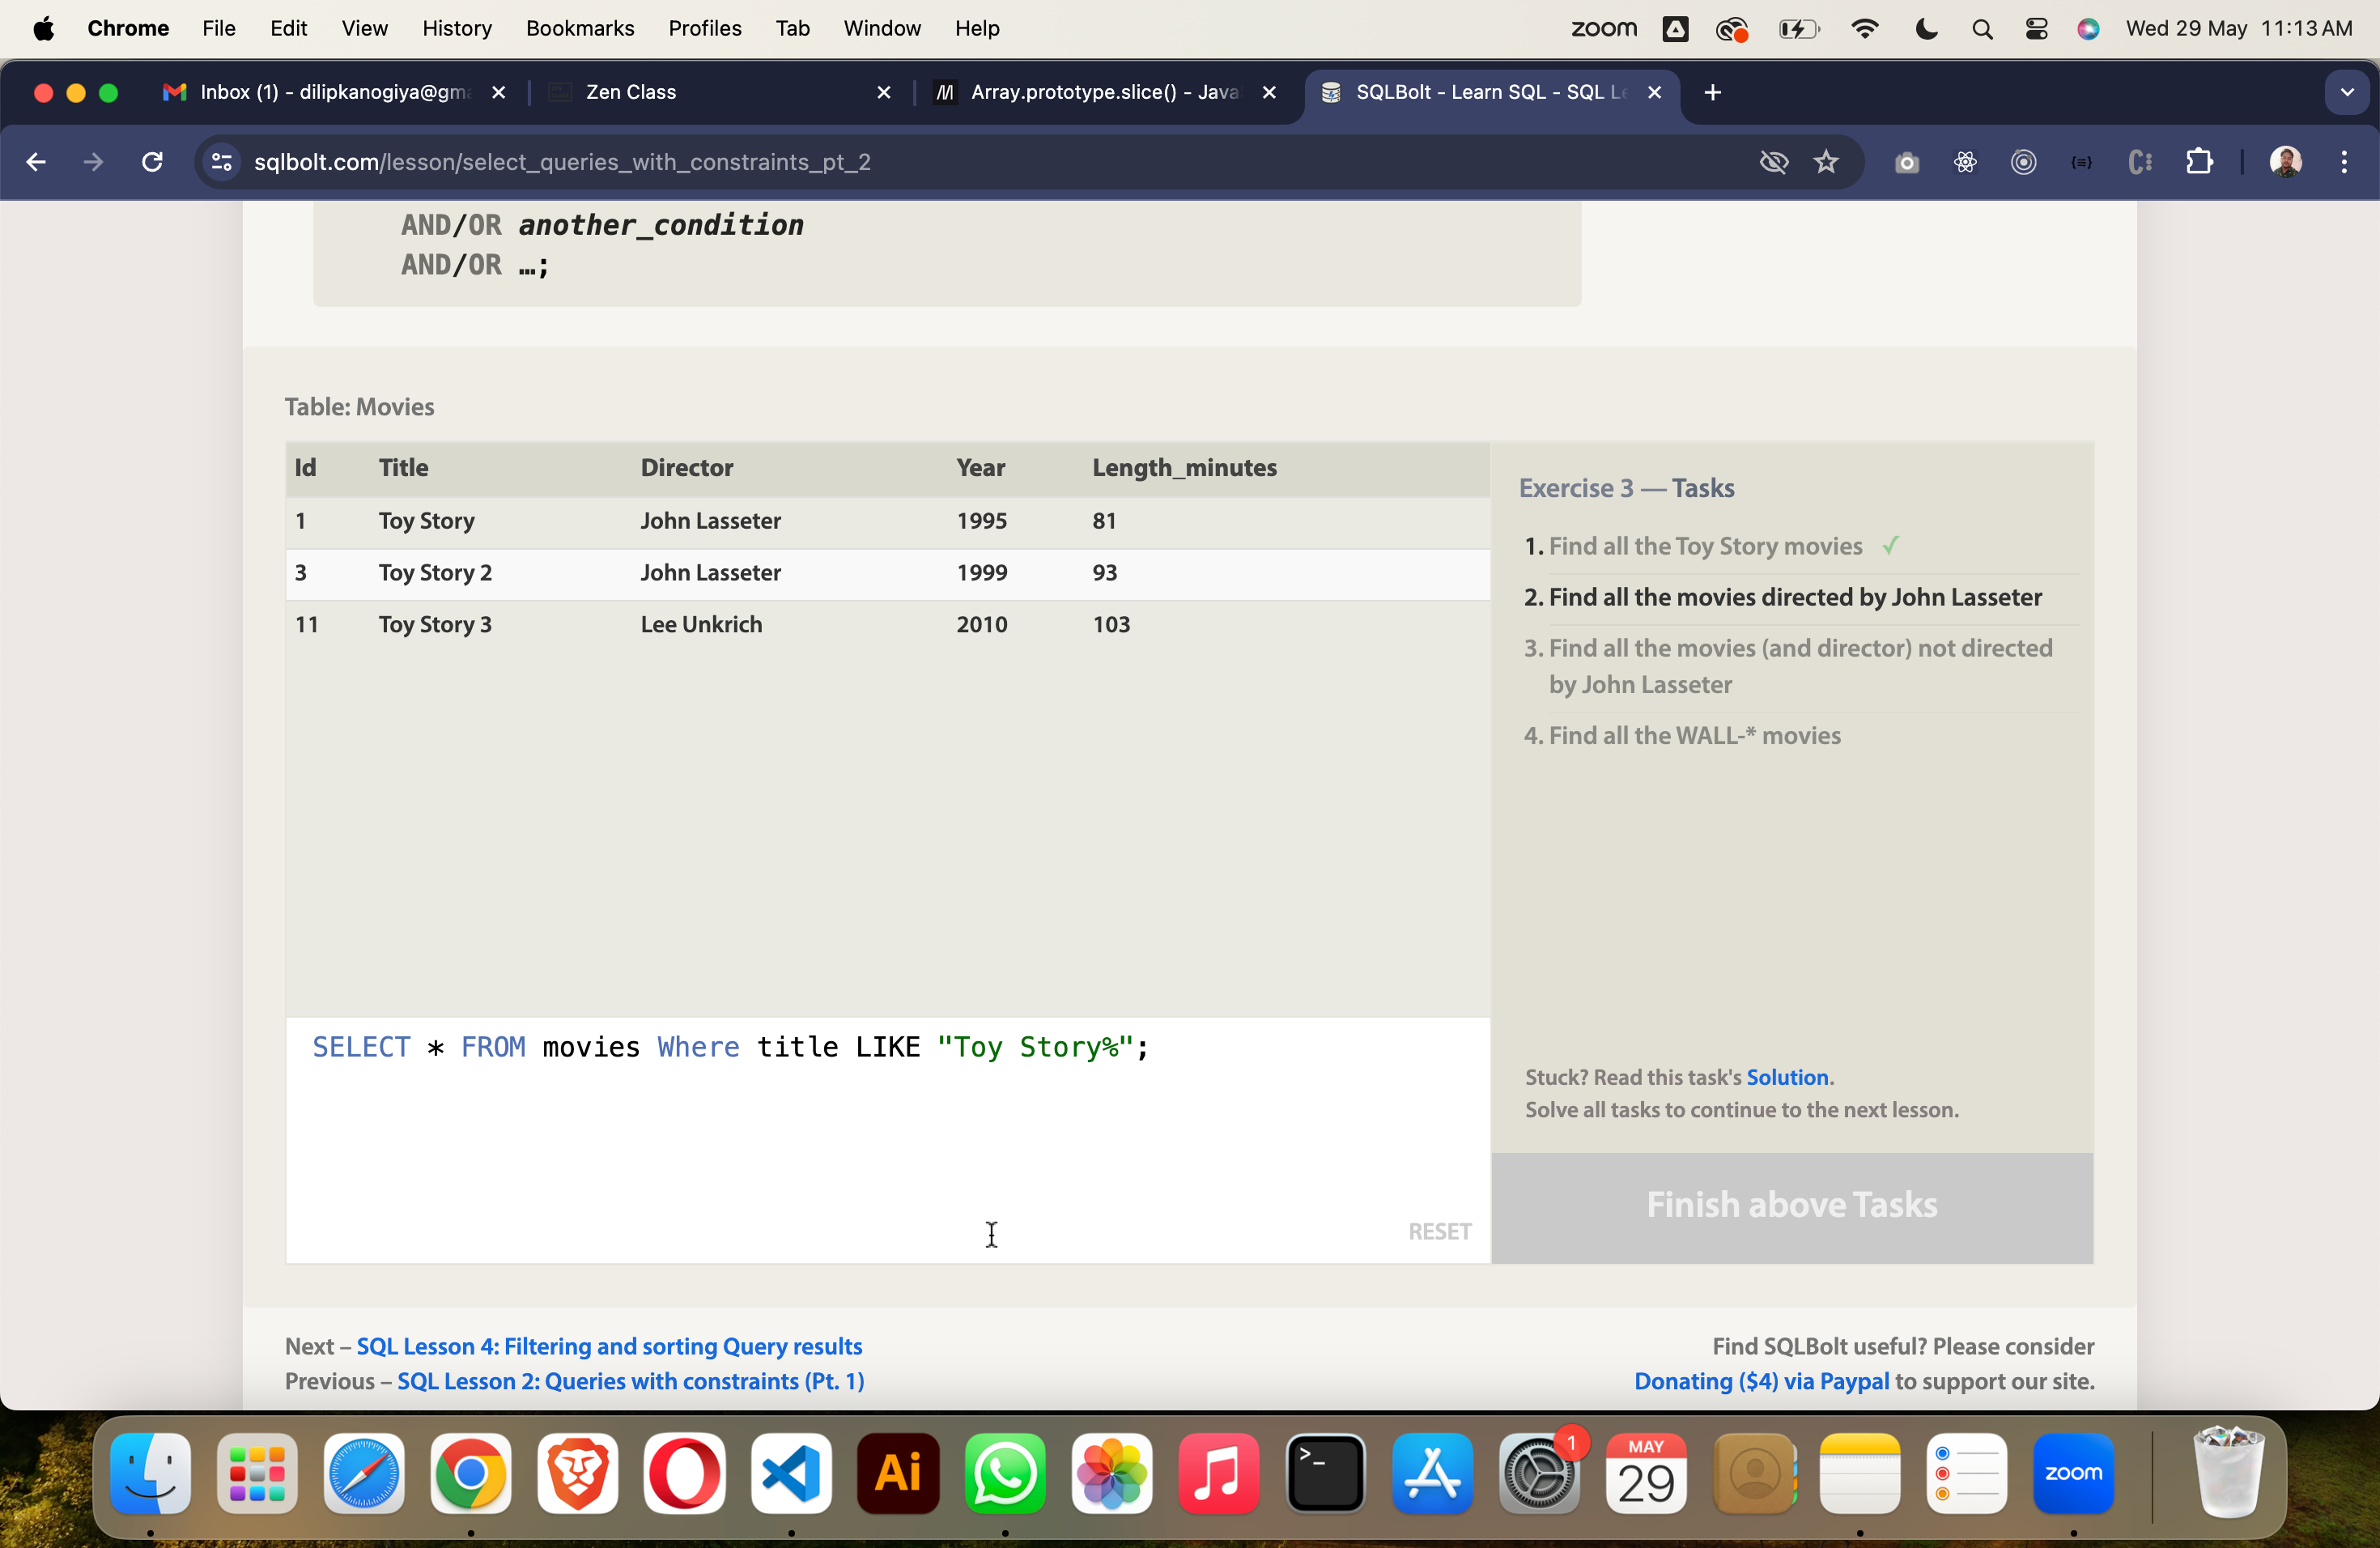 Chrome File Edit View History Bookmarks Profiles Tab Window Help zoom Wed 29 May 11:13 AM
Inbox (1) - dilipkanogiya@gm Zen Class Array.prototype.slice() - Java SQLBolt - Learn SQL - SQL Le
sqlbolt.com/lesson/select_queries_with_constraints_pt_2
AND/OR another_condition
AND/OR …;
Table: Movies
Id Title Director Year Length_minutes
1 Toy Story John Lasseter 1995 81
3 Toy Story 2 John Lasseter 1999 93
11 Toy Story 3 Lee Unkrich 2010 103
Exercise 3 — Tasks
1. Find all the Toy Story movies ✓
2. Find all the movies directed by John Lasseter
3. Find all the movies (and director) not directed
by John Lasseter
4. Find all the WALL-* movies
SELECT * FROM movies Where title LIKE "Toy Story%";
RESET
Stuck? Read this task's Solution.
Solve all tasks to continue to the next lesson.
Finish above Tasks
Next – SQL Lesson 4: Filtering and sorting Query results
Previous – SQL Lesson 2: Queries with constraints (Pt. 1)
Find SQLBolt useful? Please consider
Donating ($4) via Paypal to support our site.
Ai
>_
1
MAY
29
zoom